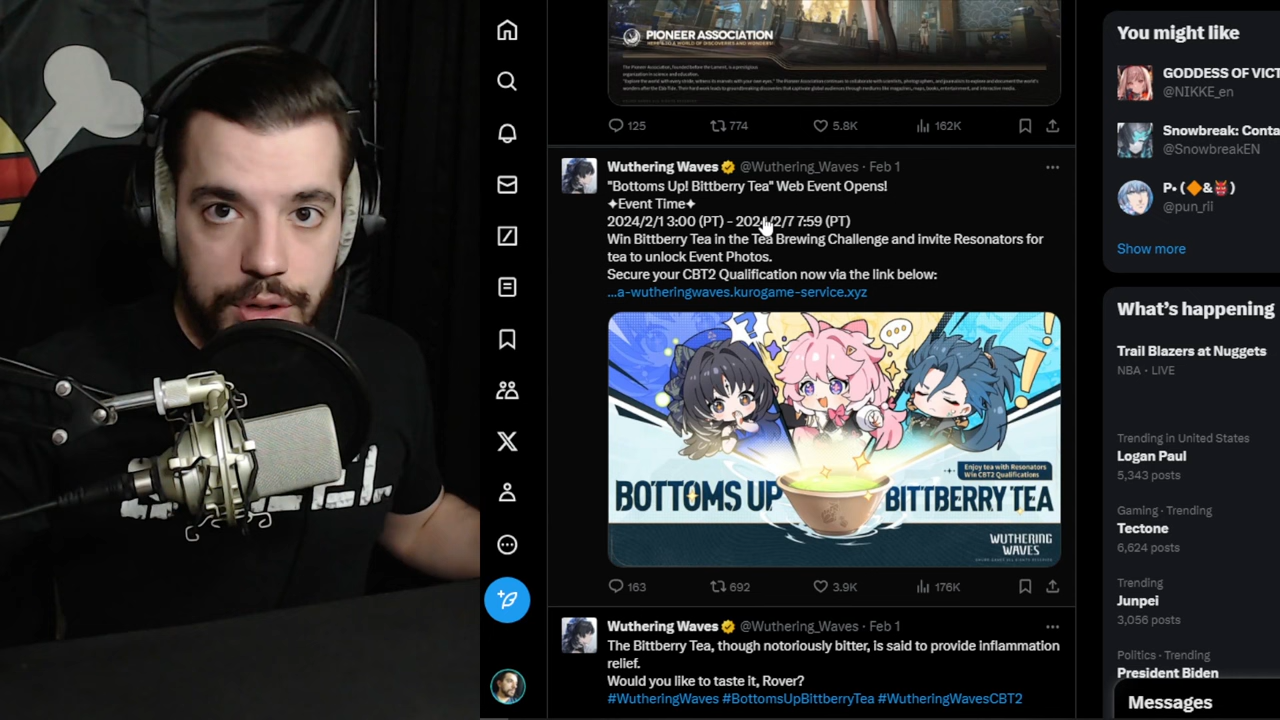 PIONEER ASSOCIATION
125
774
5.8K
162K
Wuthering Waves @Wuthering_Waves · Feb 1
"Bottoms Up! Bittberry Tea" Web Event Opens!
✦Event Time✦
2024/2/1 3:00 (PT) – 2024/2/7 7:59 (PT)
Win Bittberry Tea in the Tea Brewing Challenge and invite Resonators for
tea to unlock Event Photos.
Secure your CBT2 Qualification now via the link below:
...a-wutheringwaves.kurogame-service.xyz
Enjoy tea with Resonators
Win CBT2 Qualifications
BOTTOMS UP BITTBERRY TEA
WUTHERING
WAVES
163
692
3.9K
176K
Wuthering Waves @Wuthering_Waves · Feb 1
The Bittberry Tea, though notoriously bitter, is said to provide inflammation
relief.
Would you like to taste it, Rover?
#WutheringWaves #BottomsUpBittberryTea #WutheringWavesCBT2
You might like
GODDESS OF VICT
@NIKKE_en
Snowbreak: Conta
@SnowbreakEN
P• (🔶&👹)
@pun_rii
Show more
What's happening
Trail Blazers at Nuggets
NBA · LIVE
Trending in United States
Logan Paul
5,343 posts
Gaming · Trending
Tectone
6,624 posts
Trending
Junpei
3,056 posts
Politics · Trending
President Biden
Messages